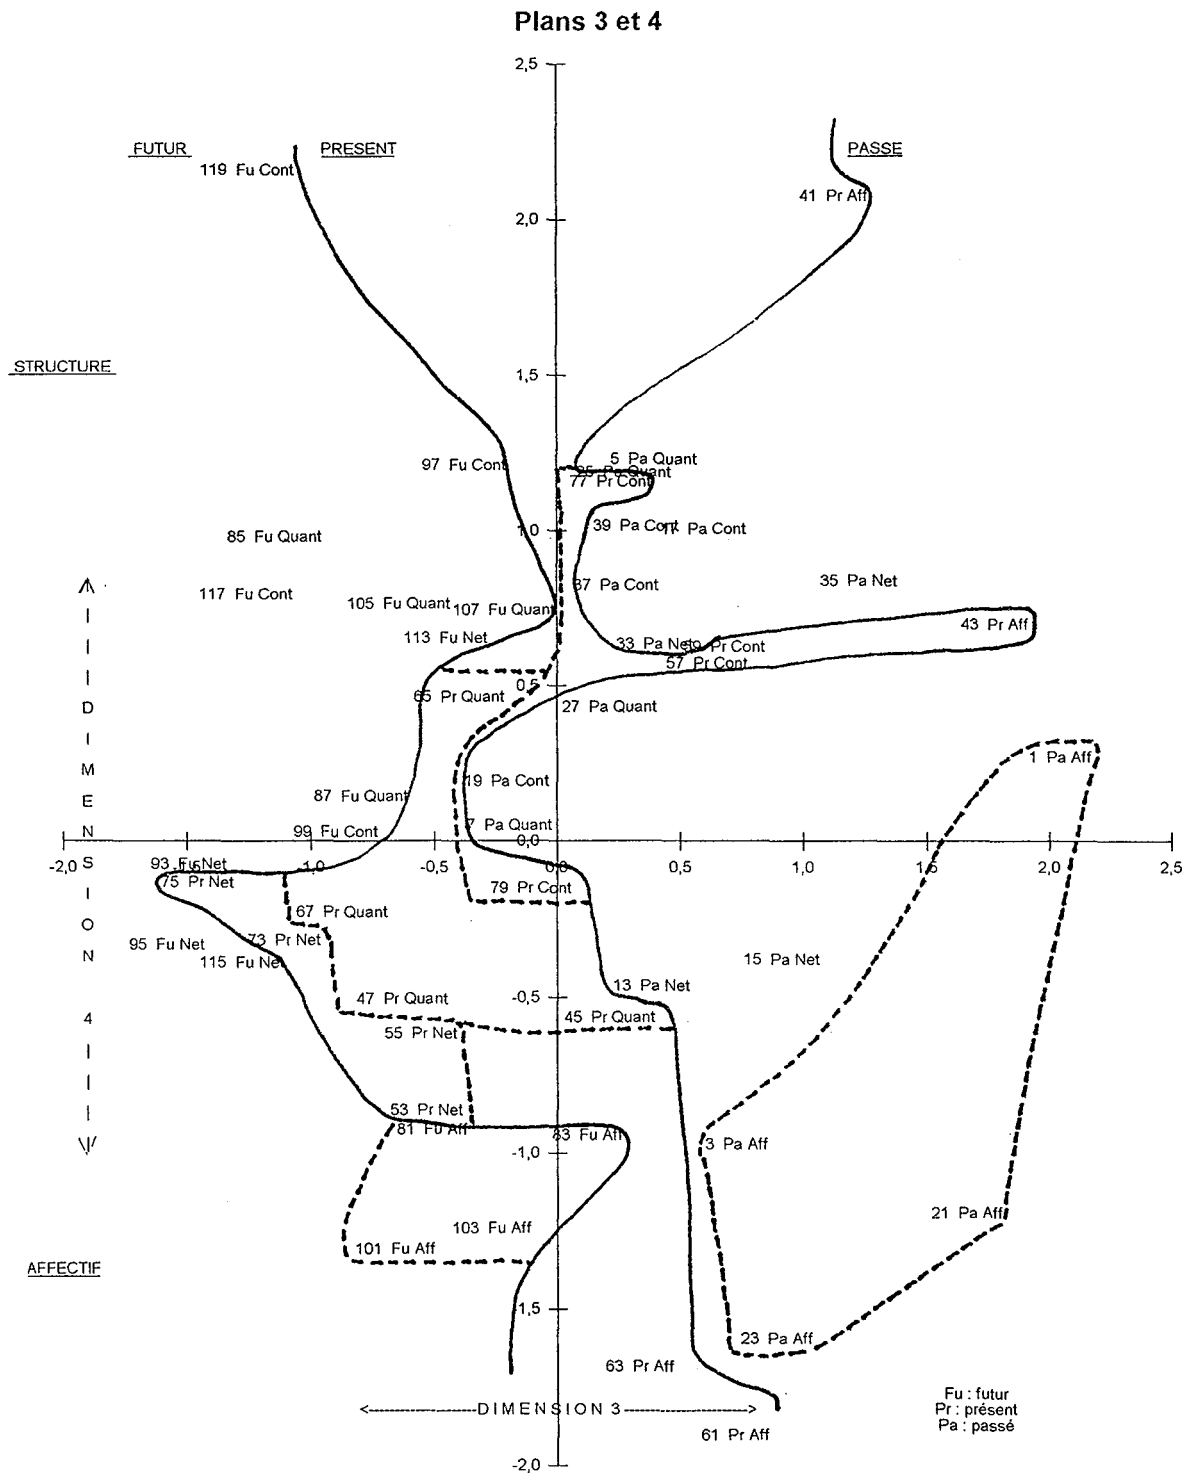 Plans 3 et 4
2,5
FUTUR PRESENT PASSE
119 Fu Cont
41 Pr Aff
2,0
STRUCTURE
1,5
97 Fu Cont
5 Pa Quant
25 Pa Quant
77 Pr Cont
39 Pa Cont
17 Pa Cont
1,0
85 Fu Quant
35 Pa Net
37 Pa Cont
117 Fu Cont
105 Fu Quant
107 Fu Quant
43 Pr Aff
113 Fu Net
33 Pa Net
Pr Cont
57 Pr Cont
0,5
65 Pr Quant
27 Pa Quant
19 Pa Cont
87 Fu Quant
7 Pa Quant
99 Fu Cont
0,0
-2,0 -1,5 -0,5 0,0 0,5 1,0 1,5 2,0 2,5
93 Fu Net
75 Pr Net
79 Pr Cont
67 Pr Quant
73 Pr Net
95 Fu Net
115 Fu Net
15 Pa Net
13 Pa Net
-0,5
47 Pr Quant
45 Pr Quant
55 Pr Net
53 Pr Net
81 Fu Aff
83 Fu Aff
-1,0
3 Pa Aff
1 Pa Aff
21 Pa Aff
103 Fu Aff
101 Fu Aff
AFFECTIF
1,5
23 Pa Aff
63 Pr Aff
DIMENSION 4
DIMENSION 3
61 Pr Aff
-2,0
Fu : futur
Pr : présent
Pa : passé